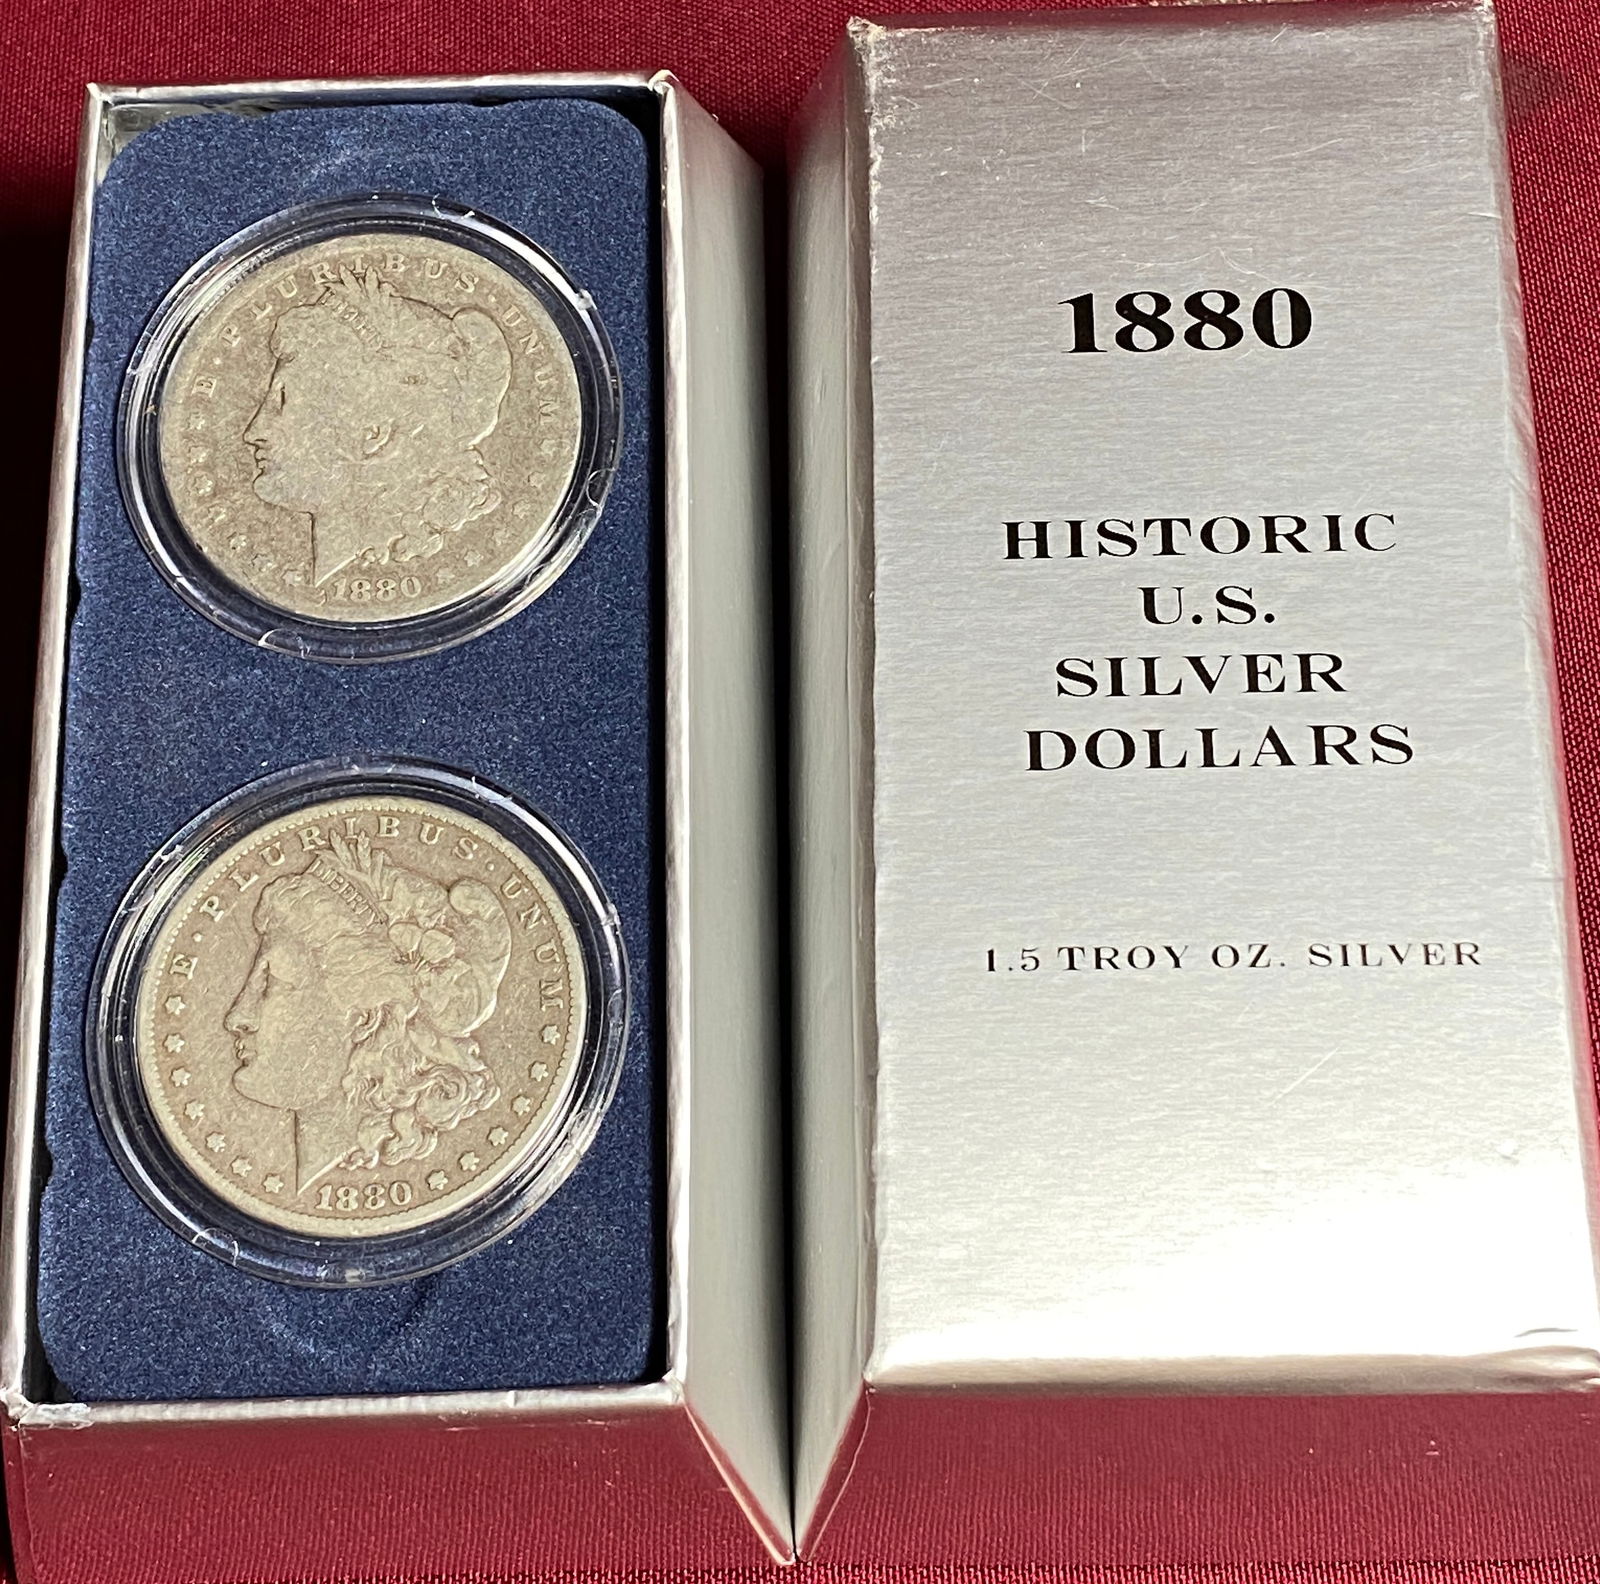 E · PLURIBUS · UNUM
LIBERTY
1880
E · PLURIBUS · UNUM
LIBERTY
1880
1880
HISTORIC
U.S.
SILVER
DOLLARS
1.5 TROY OZ. SILVER